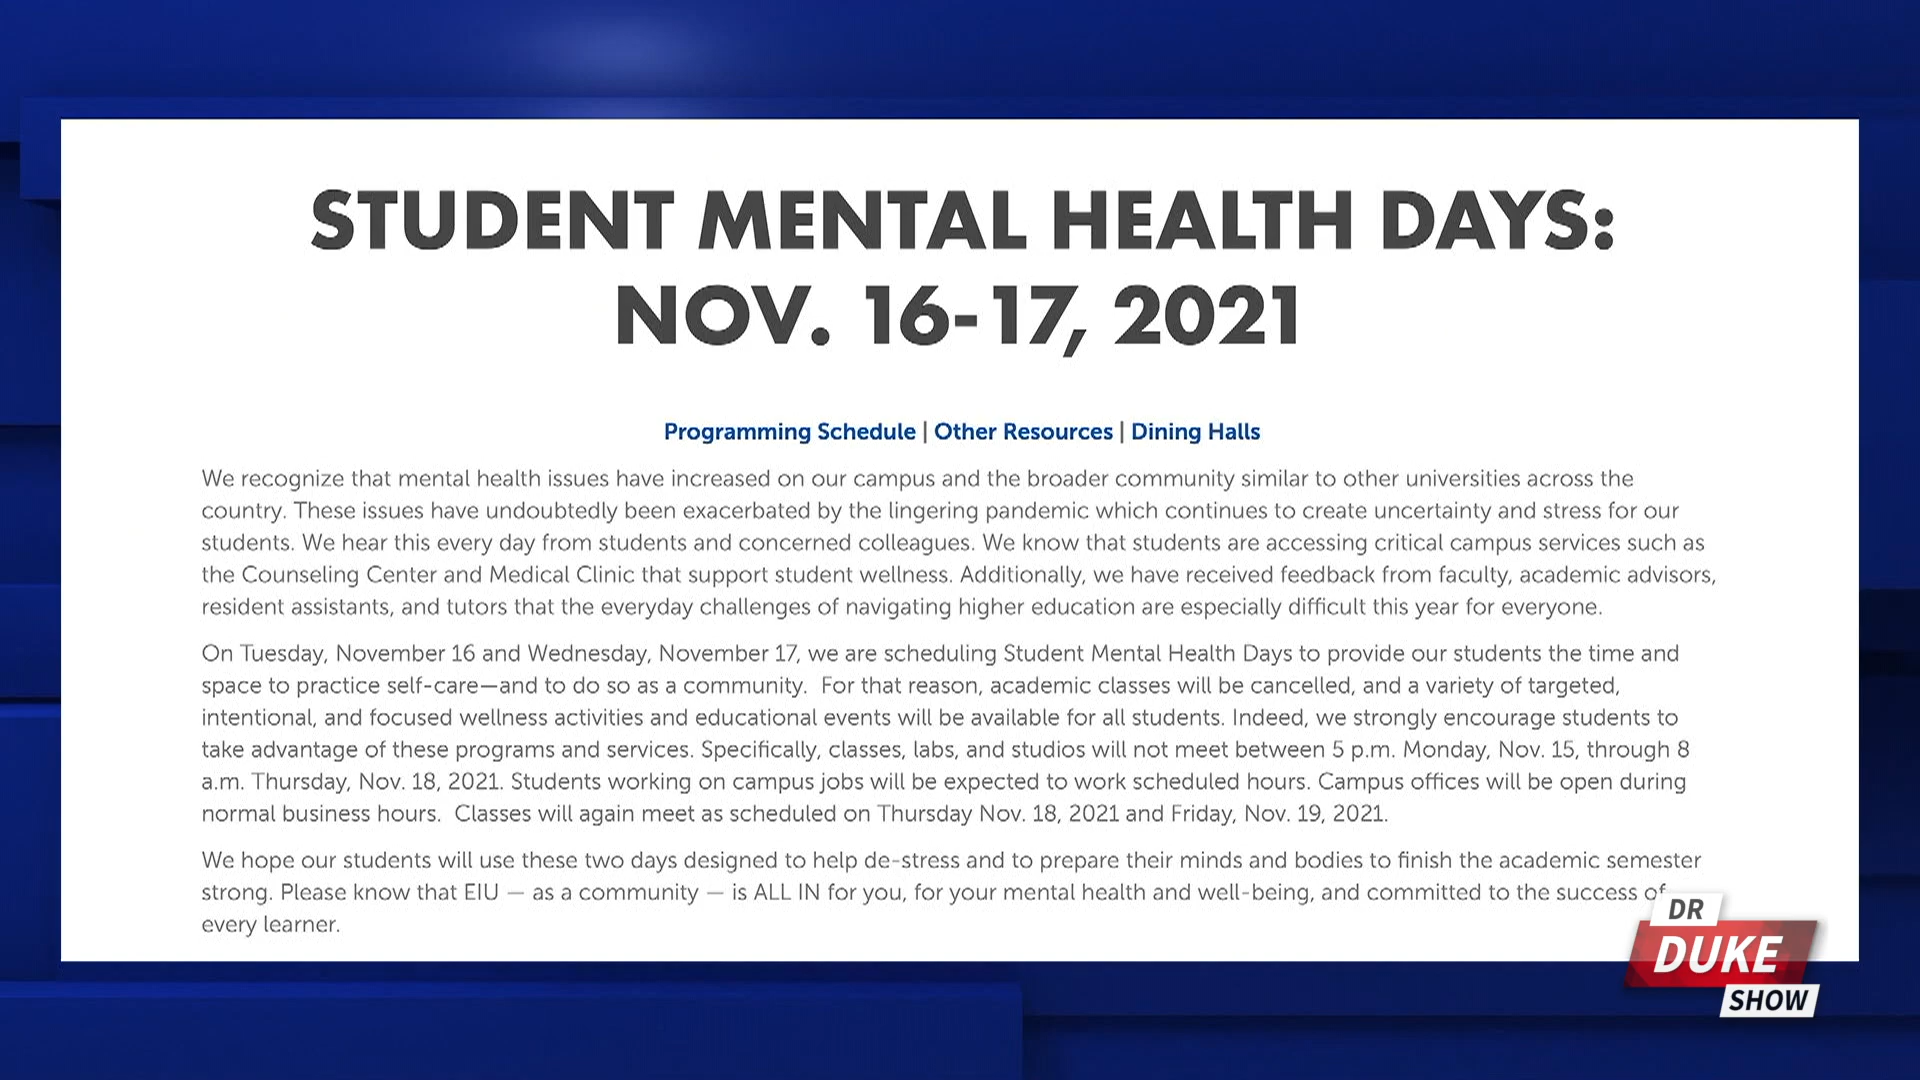 STUDENT MENTAL HEALTH DAYS:
NOV. 16-17, 2021
Programming Schedule | Other Resources | Dining Halls
We recognize that mental health issues have increased on our campus and the broader community similar to other universities across the
country. These issues have undoubtedly been exacerbated by the lingering pandemic which continues to create uncertainty and stress for our
students. We hear this every day from students and concerned colleagues. We know that students are accessing critical campus services such as
the Counseling Center and Medical Clinic that support student wellness. Additionally, we have received feedback from faculty, academic advisors,
resident assistants, and tutors that the everyday challenges of navigating higher education are especially difficult this year for everyone.
On Tuesday, November 16 and Wednesday, November 17, we are scheduling Student Mental Health Days to provide our students the time and
space to practice self-care—and to do so as a community.  For that reason, academic classes will be cancelled, and a variety of targeted,
intentional, and focused wellness activities and educational events will be available for all students. Indeed, we strongly encourage students to
take advantage of these programs and services. Specifically, classes, labs, and studios will not meet between 5 p.m. Monday, Nov. 15, through 8
a.m. Thursday, Nov. 18, 2021. Students working on campus jobs will be expected to work scheduled hours. Campus offices will be open during
normal business hours.  Classes will again meet as scheduled on Thursday Nov. 18, 2021 and Friday, Nov. 19, 2021.
We hope our students will use these two days designed to help de-stress and to prepare their minds and bodies to finish the academic semester
strong. Please know that EIU — as a community — is ALL IN for you, for your mental health and well-being, and committed to the success of
every learner.
DR
DUKE
SHOW